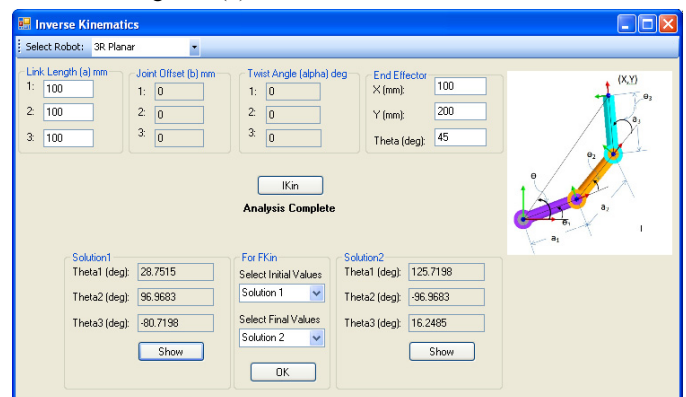 Inverse Kinematics
Select Robot: 3R Planar
Link Length (a) mm
1: 100
2: 100
3: 100
Joint Offset (b) mm
1: 0
2: 0
3: 0
Twist Angle (alpha) deg
1: 0
2: 0
3: 0
End Effector
X (mm): 100
Y (mm): 200
Theta (deg): 45
(X,Y)
θ3
a3
θ2
θ
a2
θ1
a1
I
IKin
Analysis Complete
Solution1
Theta1 (deg): 28.7515
Theta2 (deg): 96.9683
Theta3 (deg): -80.7198
Show
For FKin
Select Initial Values
Solution 1
Select Final Values
Solution 2
OK
Solution2
Theta1 (deg): 125.7198
Theta2 (deg): -96.9683
Theta3 (deg): 16.2485
Show